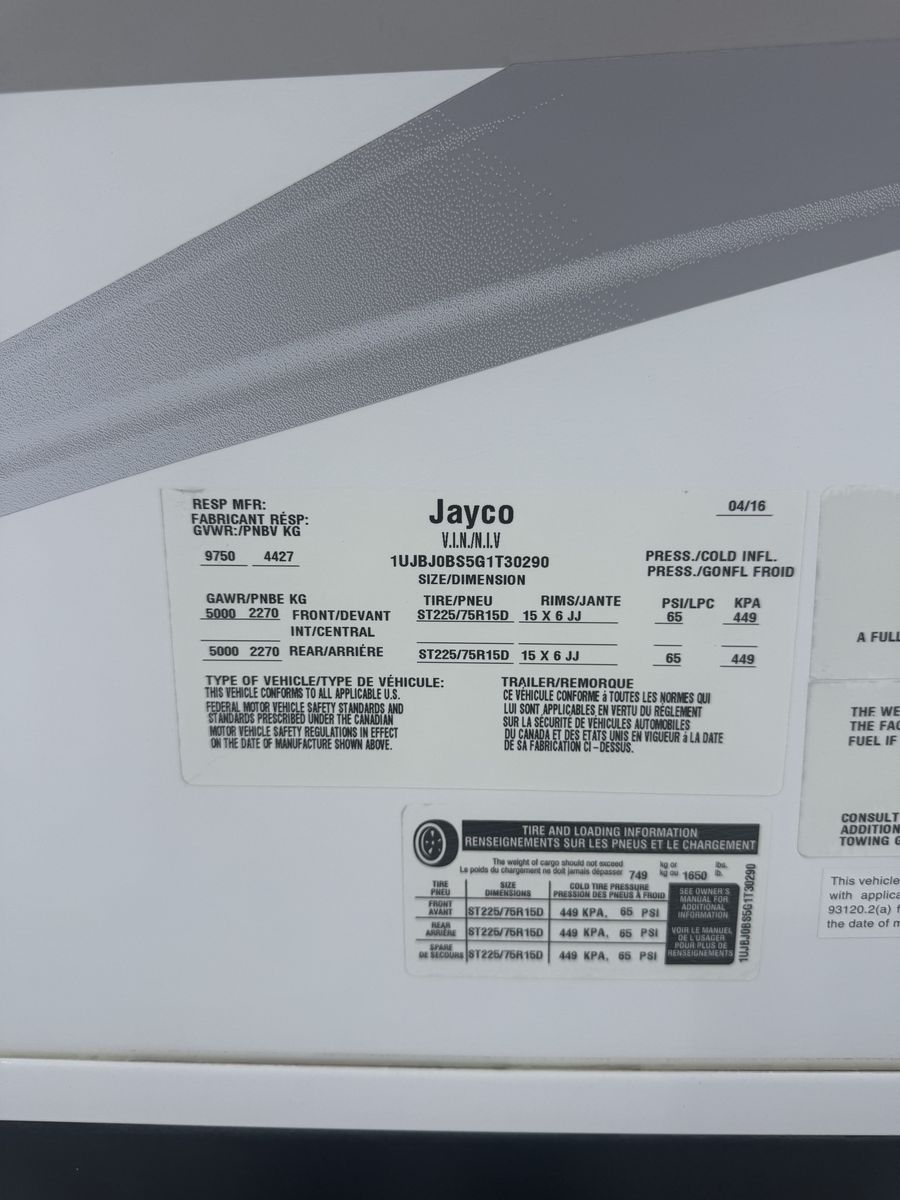 RESP MFR:
FABRICANT RÉSP:
GVWR:/PNBV KG
Jayco
04/16
V.I.N./N.I.V
9750 4427
1UJBJ0BS5G1T30290
PRESS./COLD INFL.
PRESS./GONFL FROID
SIZE/DIMENSION
GAWR/PNBE KG TIRE/PNEU RIMS/JANTE PSI/LPC KPA
5000 2270 FRONT/DEVANT ST225/75R15D 15 X 6 JJ 65 449
INT/CENTRAL
5000 2270 REAR/ARRIÉRE ST225/75R15D 15 X 6 JJ 65 449
TYPE OF VEHICLE/TYPE DE VÉHICULE: TRAILER/REMORQUE
THIS VEHICLE CONFORMS TO ALL APPLICABLE U.S.
FEDERAL MOTOR VEHICLE SAFETY STANDARDS AND
STANDARDS PRESCRIBED UNDER THE CANADIAN
MOTOR VEHICLE SAFETY REGULATIONS IN EFFECT
ON THE DATE OF MANUFACTURE SHOWN ABOVE.
CE VÉHICULE CONFORME à TOUTES LES NORMES QUI
LUI SONT APPLICABLES EN VERTU DU RÉGLEMENT
SUR LA SÉCURITÉ DE VÉHICULES AUTOMOBILES
DU CANADA ET DES ETATS UNIS EN VIGUEUR à LA DATE
DE SA FABRICATION CI-DESSUS.
TIRE AND LOADING INFORMATION
RENSEIGNEMENTS SUR LES PNEUS ET LE CHARGEMENT
The weight of cargo should not exceed kg or lbs.
Le poids du chargement ne doit jamais dépasser 749 kg ou 1650 lb.
TIRE SIZE COLD TIRE PRESSURE
PNEU DIMENSIONS PRESSION DES PNEUS À FROID
FRONT
AVANT ST225/75R15D 449 KPA, 65 PSI
REAR
ARRIÈRE ST225/75R15D 449 KPA, 65 PSI
SPARE
DE SECOURS ST225/75R15D 449 KPA, 65 PSI
SEE OWNER'S
MANUAL FOR
ADDITIONAL
INFORMATION
VOIR LE MANUEL
DE L'USAGER
POUR PLUS DE
RENSEIGNEMENTS
1UJBJ0BS5G1T30290
A FULL
THE WE
THE FAC
FUEL IF
CONSULT
ADDITION
TOWING G
This vehicle
with applica
93120.2(a) f
the date of m